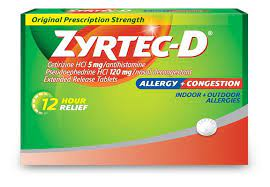 Original Prescription Strength
ZYRTEC-D®
Cetirizine HCl 5 mg/antihistamine
Pseudoephedrine HCl 120 mg/nasal decongestant
Extended Release Tablets
ALLERGY + CONGESTION
INDOOR + OUTDOOR
ALLERGIES
12 HOUR
RELIEF